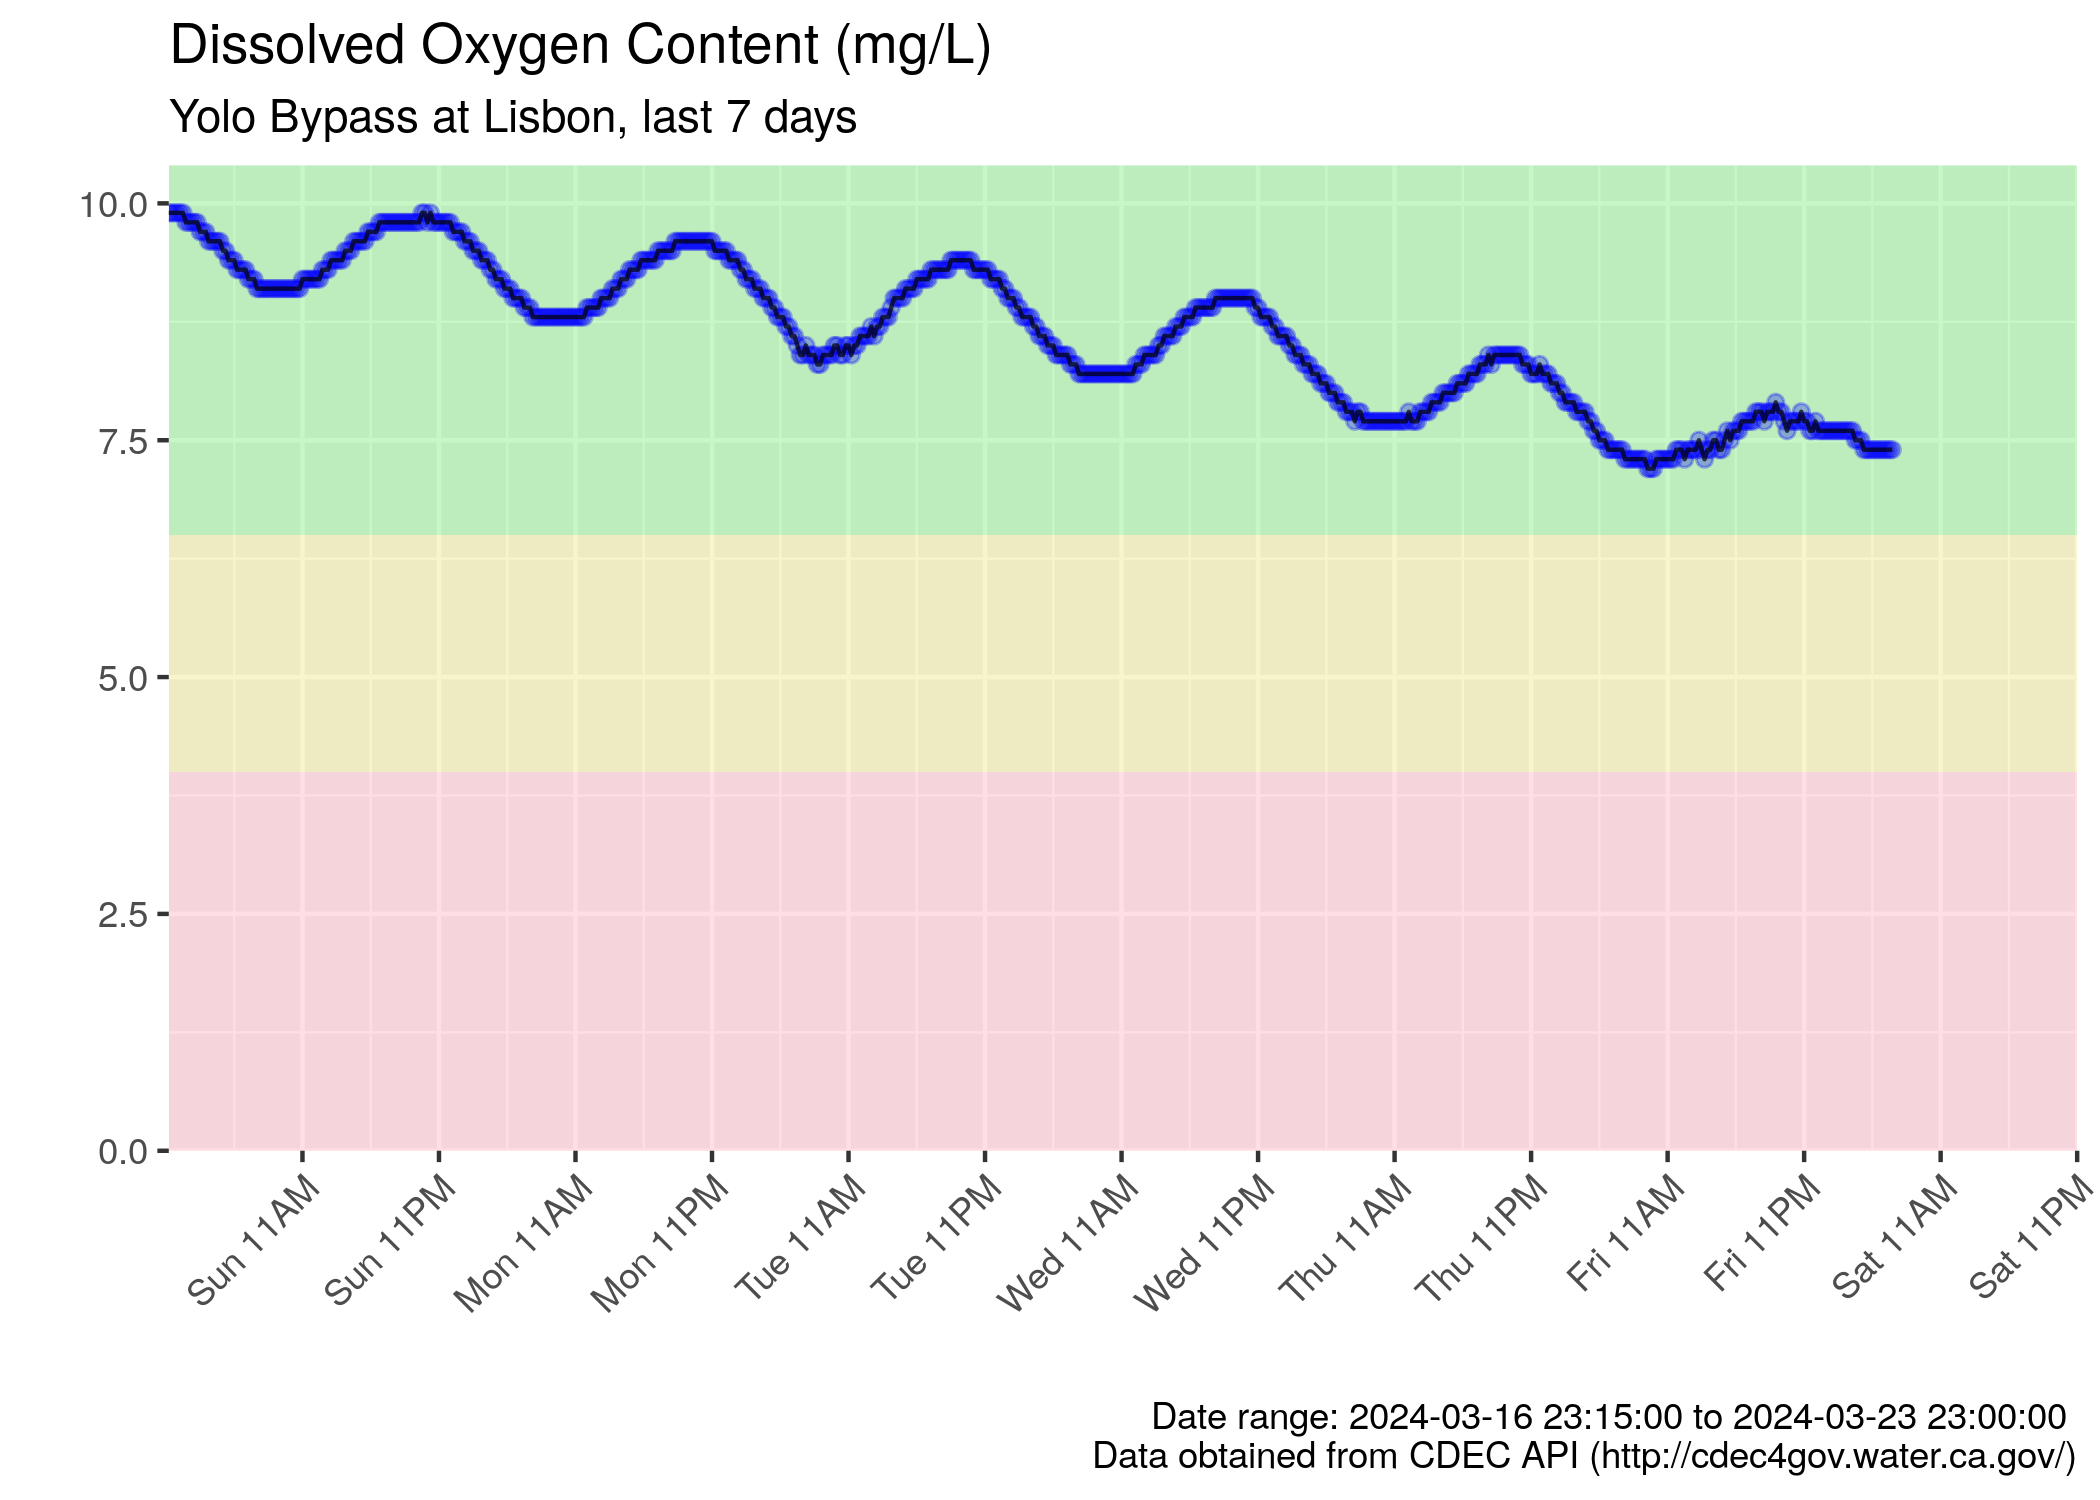 Dissolved Oxygen Content (mg/L)
Yolo Bypass at Lisbon, last 7 days
10.0
7.5
5.0
2.5
0.0
Sun 11AM
Sun 11PM
Mon 11AM
Mon 11PM
Tue 11AM
Tue 11PM
Wed 11AM
Wed 11PM
Thu 11AM
Thu 11PM
Fri 11AM
Fri 11PM
Sat 11AM
Sat 11PM
Date range: 2024-03-16 23:15:00 to 2024-03-23 23:00:00
Data obtained from CDEC API (http://cdec4gov.water.ca.gov/)